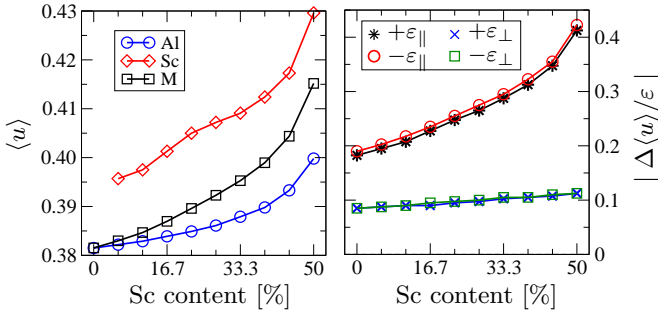 0.43
0.42
0.41
0.40
0.39
0.38
⟨u⟩
Al
Sc
M
0 16.7 33.3 50
Sc content [%]
+ε∥ +ε⊥
−ε∥ −ε⊥
0.4
0.3
0.2
0.1
0
| Δ⟨u⟩/ε |
0 16.7 33.3 50
Sc content [%]